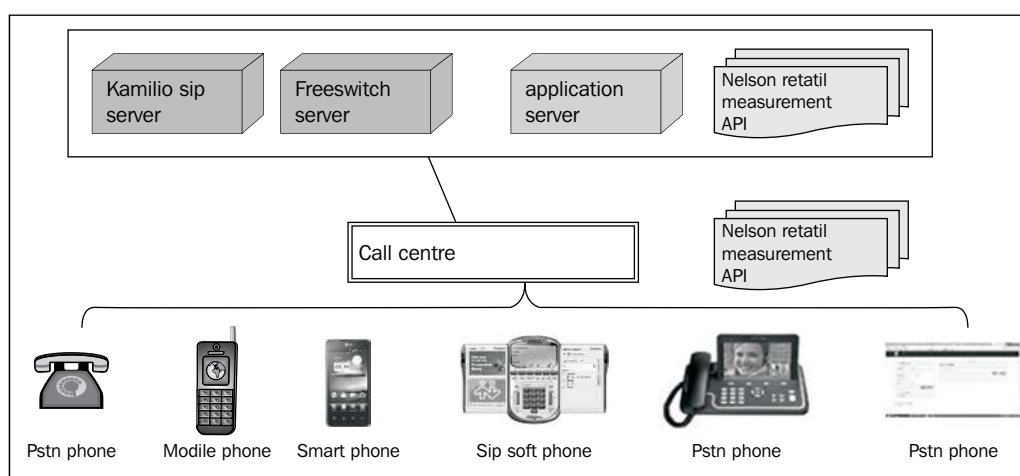 Kamilio sip
server
Freeswitch
server
application
server
Nelson retatil
measurement
API
Call centre
Nelson retatil
measurement
API
Pstn phone
Modile phone
Smart phone
Sip soft phone
Pstn phone
Pstn phone